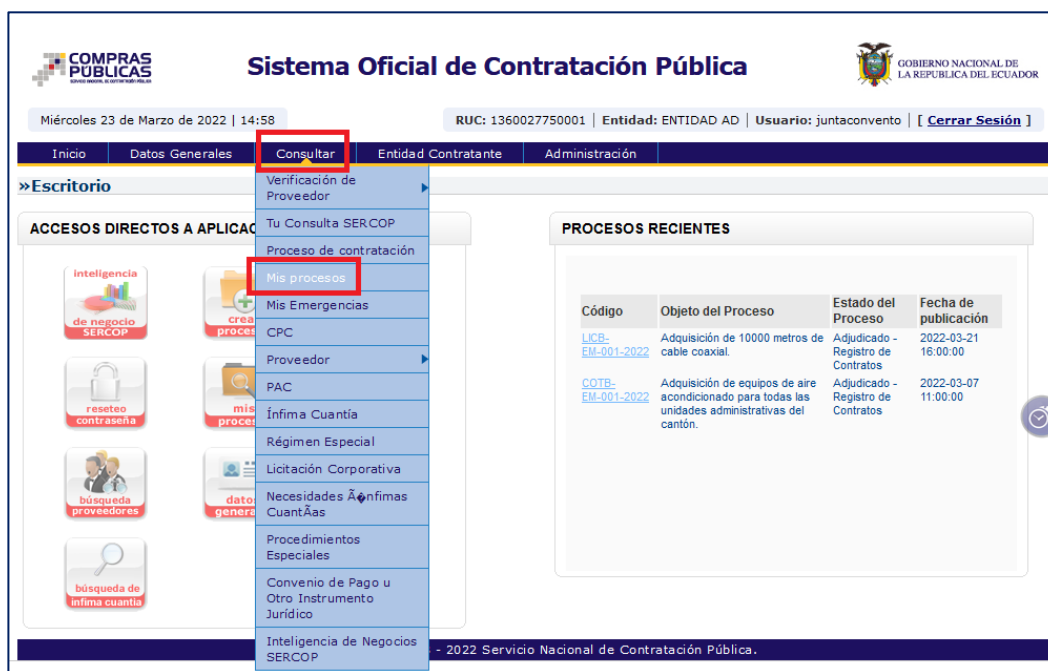 COMPRAS
PÚBLICAS
Sistema Oficial de Contratación Pública
GOBIERNO NACIONAL DE
LA REPUBLICA DEL ECUADOR
Miércoles 23 de Marzo de 2022 | 14:58
RUC: 1360027750001 | Entidad: ENTIDAD AD | Usuario: juntaconvento | [ Cerrar Sesión ]
Inicio
Datos Generales
Consultar
Entidad Contratante
Administración
»Escritorio
ACCESOS DIRECTOS A APLICAC
inteligencia
de negocio
SERCOP
crea
proces
reseteo
contraseña
mis
proces
búsqueda
proveedores
dato
genera
búsqueda de
infima cuantia
Verificación de
Proveedor
Tu Consulta SERCOP
Proceso de contratación
Mis procesos
Mis Emergencias
CPC
Proveedor
PAC
Ínfima Cuantía
Régimen Especial
Licitación Corporativa
Necesidades Ã�nfimas
CuantÃas
Procedimientos
Especiales
Convenio de Pago u
Otro Instrumento
Jurídico
Inteligencia de Negocios
SERCOP
PROCESOS RECIENTES
Código
Objeto del Proceso
Estado del
Proceso
Fecha de
publicación
LICB-
EM-001-2022
Adquisición de 10000 metros de
cable coaxial.
Adjudicado -
Registro de
Contratos
2022-03-21
16:00:00
COTB-
EM-001-2022
Adquisición de equipos de aire
acondicionado para todas las
unidades administrativas del
cantón.
Adjudicado -
Registro de
Contratos
2022-03-07
11:00:00
- 2022 Servicio Nacional de Contratación Pública.